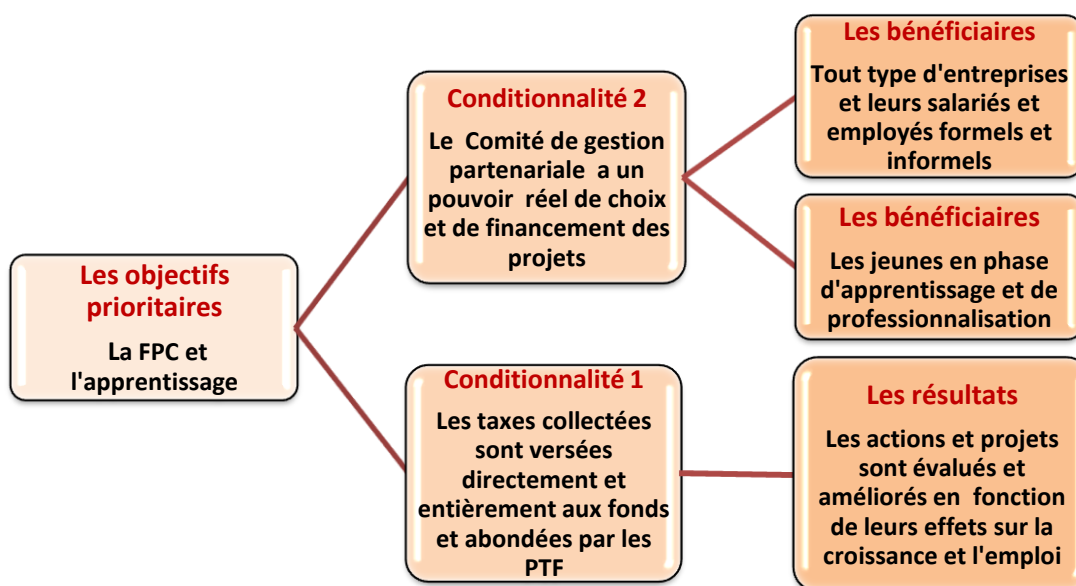 Les objectifs
prioritaires
La FPC et
l'apprentissage
Conditionnalité 2
Le Comité de gestion
partenariale a un
pouvoir réel de choix
et de financement des
projets
Les bénéficiaires
Tout type d'entreprises
et leurs salariés et
employés formels et
informels
Les bénéficiaires
Les jeunes en phase
d'apprentissage et de
professionnalisation
Conditionnalité 1
Les taxes collectées
sont versées
directement et
entièrement aux fonds
et abondées par les
PTF
Les résultats
Les actions et projets
sont évalués et
améliorés en fonction
de leurs effets sur la
croissance et l'emploi